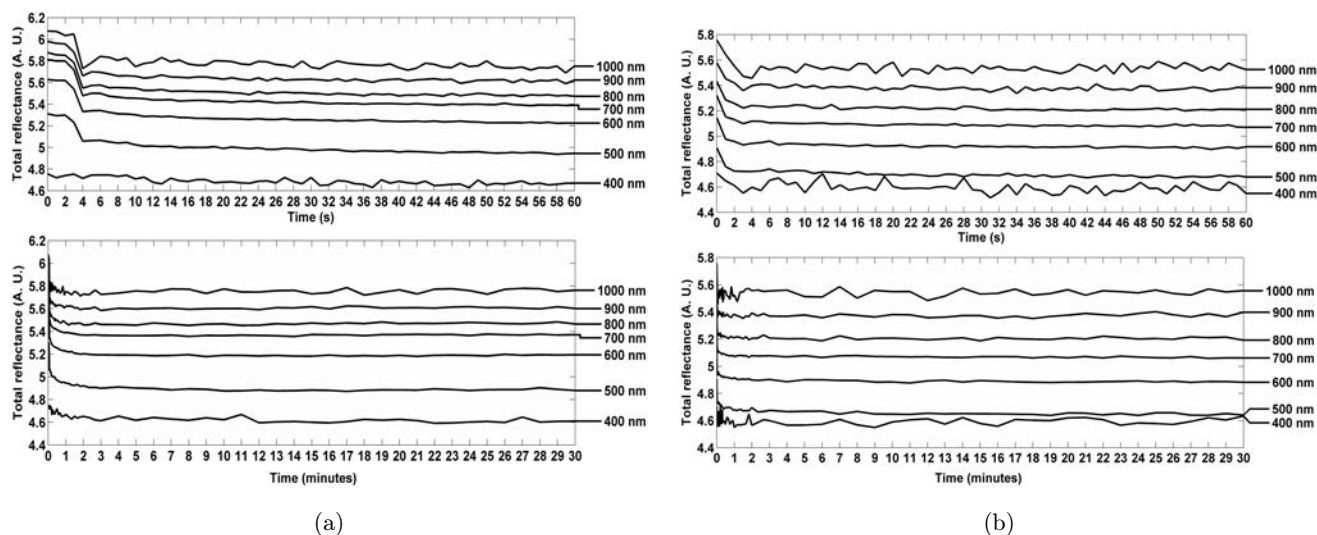 Total reflectance (A. U.)
6.2
6
5.8
5.6
5.4
5.2
5
4.8
4.6
1000 nm
900 nm
800 nm
700 nm
600 nm
500 nm
400 nm
0 2 4 6 8 10 12 14 16 18 20 22 24 26 28 30 32 34 36 38 40 42 44 46 48 50 52 54 56 58 60
Time (s)
Total reflectance (A. U.)
6.2
6
5.8
5.6
5.4
5.2
5
4.8
4.6
4.4
1000 nm
900 nm
800 nm
700 nm
600 nm
500 nm
400 nm
0 1 2 3 4 5 6 7 8 9 10 11 12 13 14 15 16 17 18 19 20 21 22 23 24 25 26 27 28 29 30
Time (minutes)
(a)
Total reflectance (A. U.)
5.8
5.6
5.4
5.2
5
4.8
4.6
4.4
1000 nm
900 nm
800 nm
700 nm
600 nm
500 nm
400 nm
0 2 4 6 8 10 12 14 16 18 20 22 24 26 28 30 32 34 36 38 40 42 44 46 48 50 52 54 56 58 60
Time (s)
Total reflectance (A. U.)
5.8
5.6
5.4
5.2
5
4.8
4.6
4.4
1000 nm
900 nm
800 nm
700 nm
600 nm
500 nm
400 nm
0 1 2 3 4 5 6 7 8 9 10 11 12 13 14 15 16 17 18 19 20 21 22 23 24 25 26 27 28 29 30
Time (minutes)
(b)